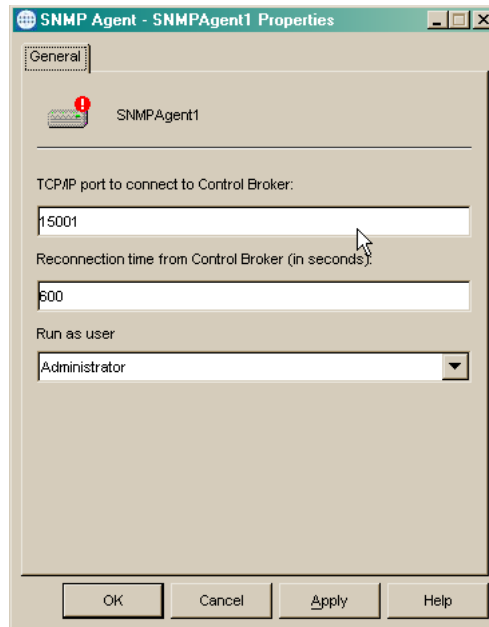 SNMP Agent - SNMPAgent1 Properties
General
SNMPAgent1
TCP/IP port to connect to Control Broker:
15001
Reconnection time from Control Broker (in seconds):
600
Run as user
Administrator
OK Cancel Apply Help